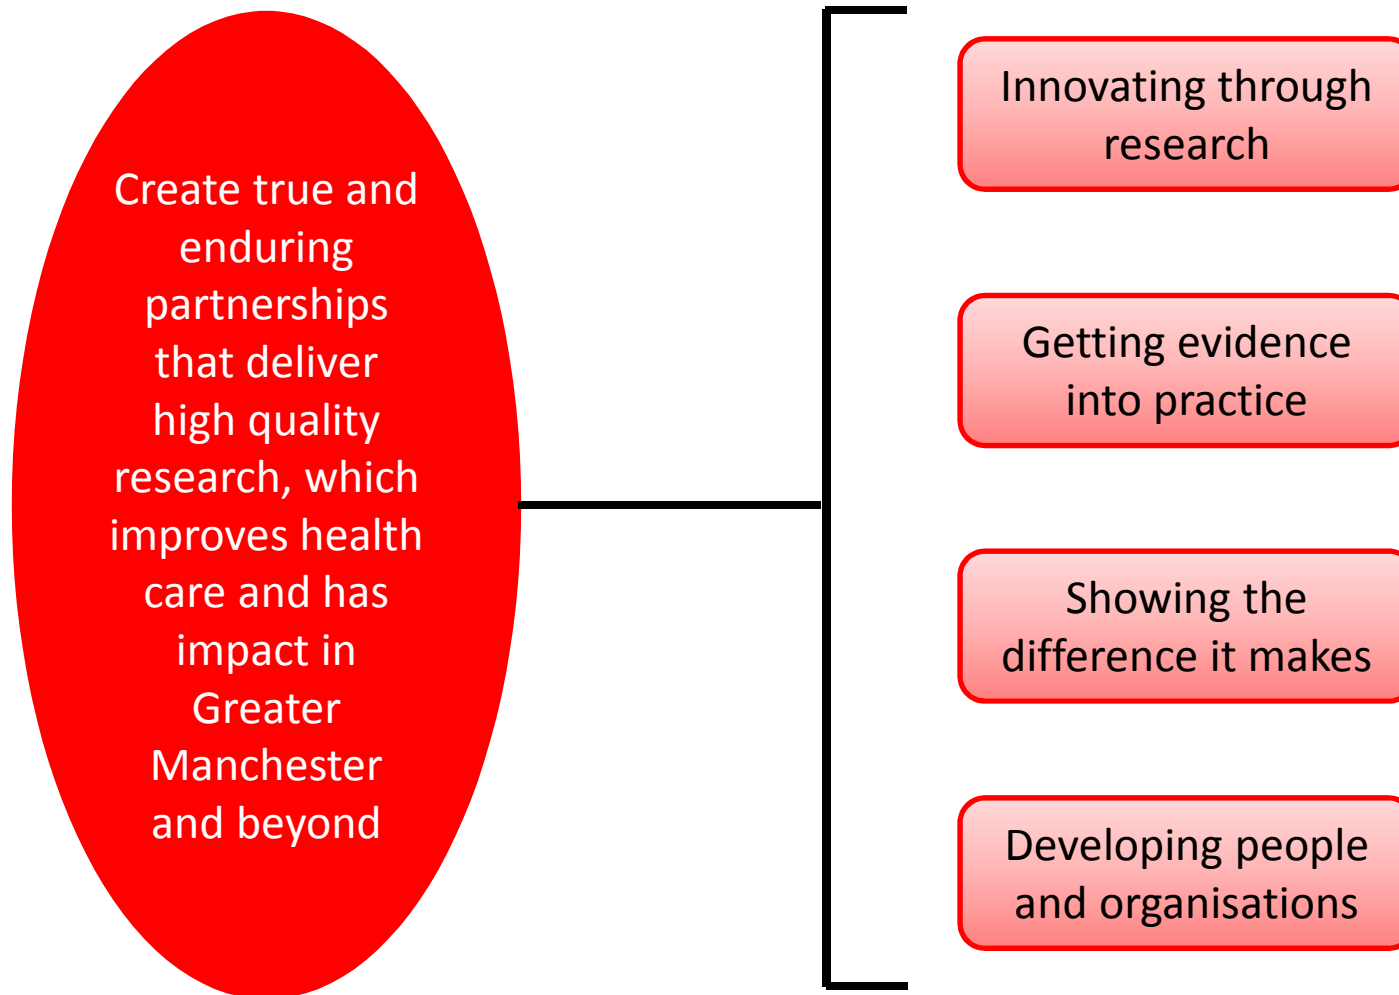 Create true and
enduring
partnerships
that deliver
high quality
research, which
improves health
care and has
impact in
Greater
Manchester
and beyond
Innovating through
research
Getting evidence
into practice
Showing the
difference it makes
Developing people
and organisations